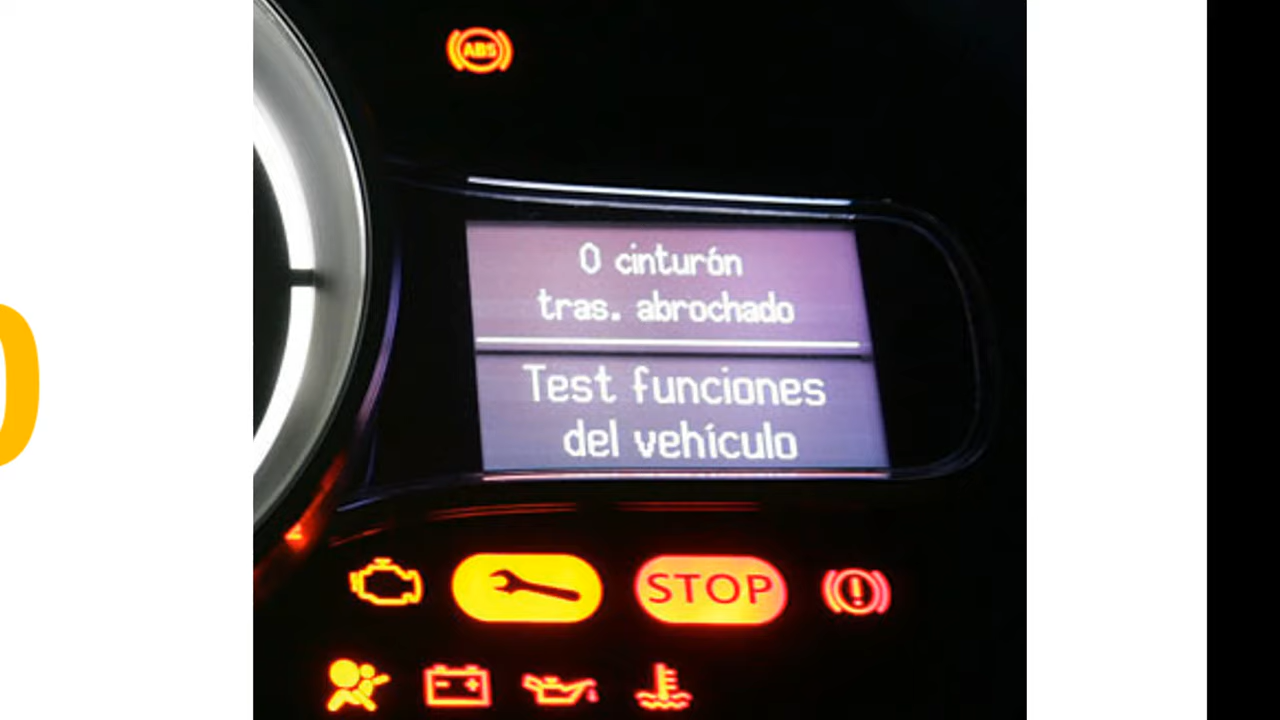 ABS
0 cinturón
tras. abrochado
Test funciones
del vehículo
STOP